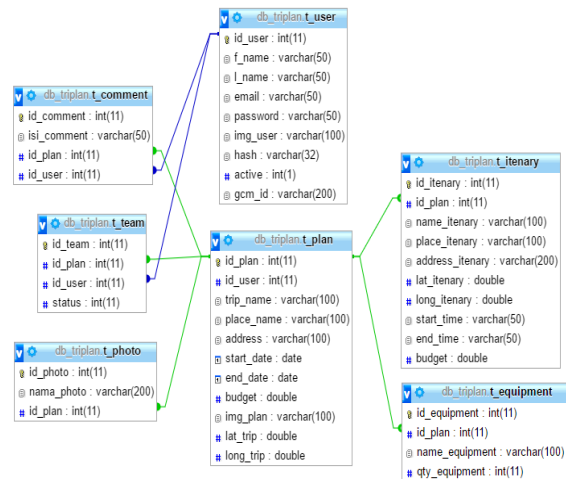 db_triplan.t_user
id_user : int(11)
f_name : varchar(50)
l_name : varchar(50)
email : varchar(50)
password : varchar(50)
img_user : varchar(100)
hash : varchar(32)
active : int(1)
gcm_id : varchar(200)
db_triplan.t_comment
id_comment : int(11)
isi_comment : varchar(50)
id_plan : int(11)
id_user : int(11)
db_triplan.t_team
id_team : int(11)
id_plan : int(11)
id_user : int(11)
status : int(11)
db_triplan.t_photo
id_photo : int(11)
nama_photo : varchar(200)
id_plan : int(11)
db_triplan.t_plan
id_plan : int(11)
id_user : int(11)
trip_name : varchar(100)
place_name : varchar(100)
address : varchar(100)
start_date : date
end_date : date
budget : double
img_plan : varchar(100)
lat_trip : double
long_trip : double
db_triplan.t_itenary
id_itenary : int(11)
id_plan : int(11)
name_itenary : varchar(100)
place_itenary : varchar(100)
address_itenary : varchar(200)
lat_itenary : double
long_itenary : double
start_time : varchar(50)
end_time : varchar(50)
budget : double
db_triplan.t_equipment
id_equipment : int(11)
id_plan : int(11)
name_equipment : varchar(100)
qty_equipment : int(11)